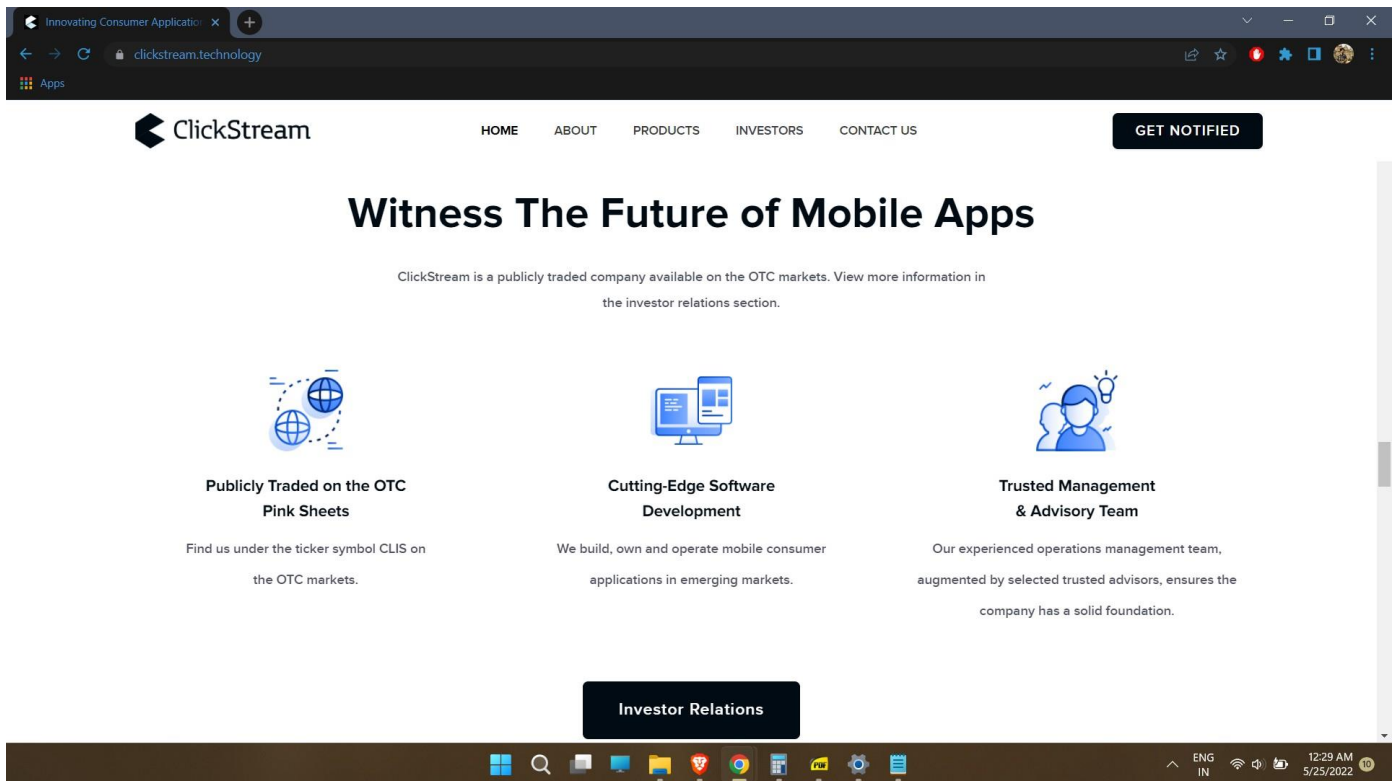 Innovating Consumer Application
clickstream.technology
Apps
ClickStream
HOME
ABOUT
PRODUCTS
INVESTORS
CONTACT US
GET NOTIFIED
Witness The Future of Mobile Apps
ClickStream is a publicly traded company available on the OTC markets. View more information in
the investor relations section.
Publicly Traded on the OTC
Pink Sheets
Find us under the ticker symbol CLIS on
the OTC markets.
Cutting-Edge Software
Development
We build, own and operate mobile consumer
applications in emerging markets.
Trusted Management
& Advisory Team
Our experienced operations management team,
augmented by selected trusted advisors, ensures the
company has a solid foundation.
Investor Relations
ENG
IN
12:29 AM
5/25/2022
10